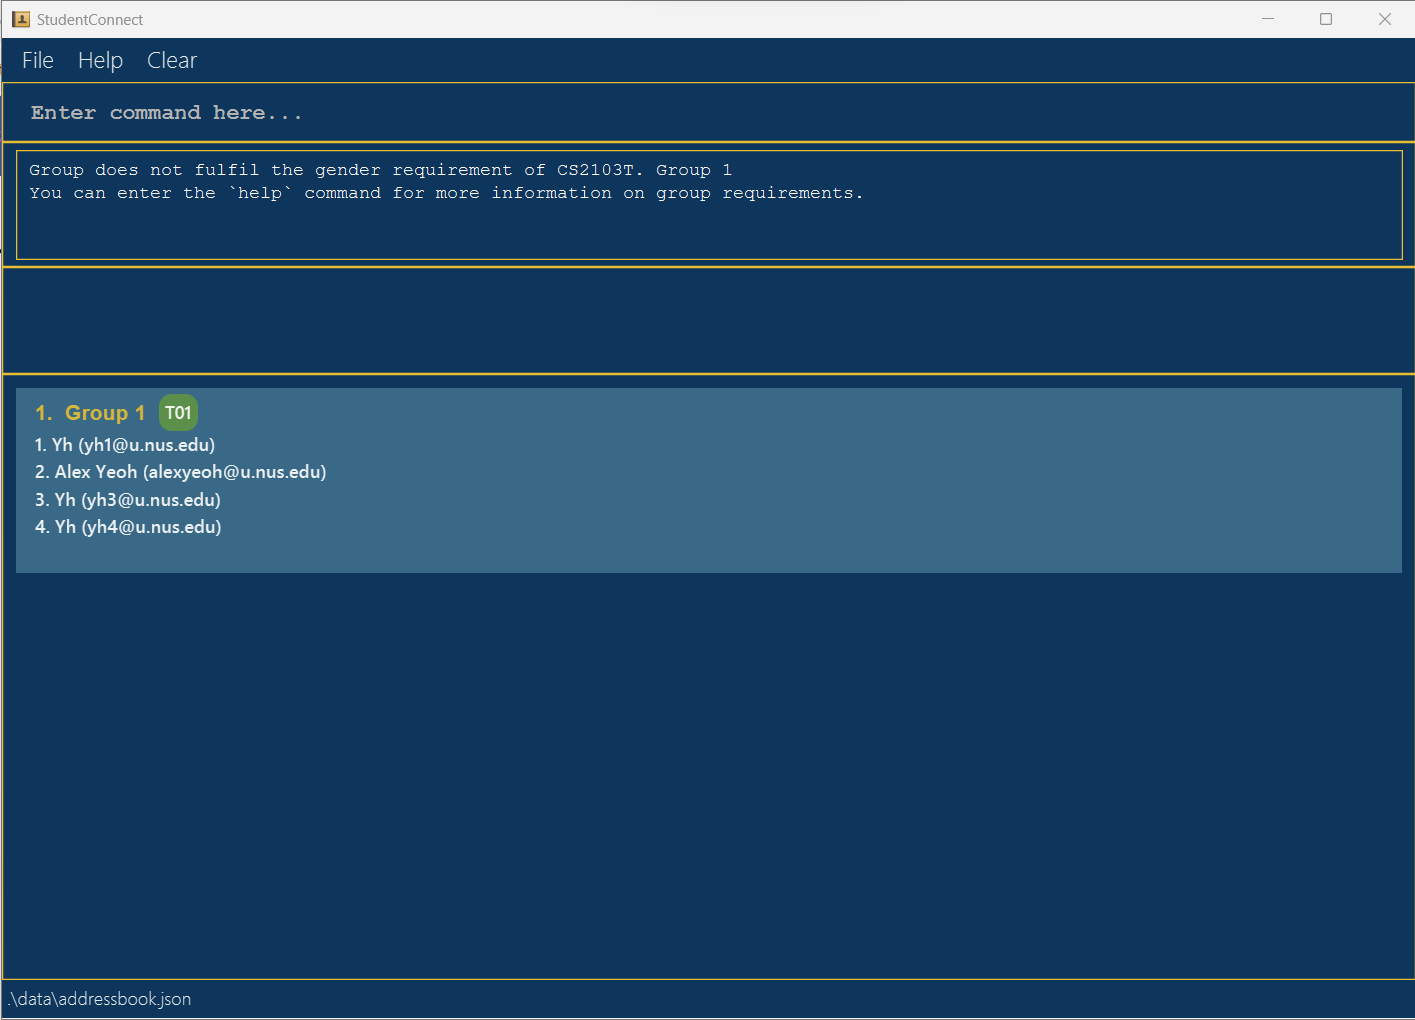 StudentConnect
File Help Clear
Enter command here...
Group does not fulfil the gender requirement of CS2103T. Group 1
You can enter the `help` command for more information on group requirements.
1. Group 1 T01
1. Yh (yh1@u.nus.edu)
2. Alex Yeoh (alexyeoh@u.nus.edu)
3. Yh (yh3@u.nus.edu)
4. Yh (yh4@u.nus.edu)
.\data\addressbook.json